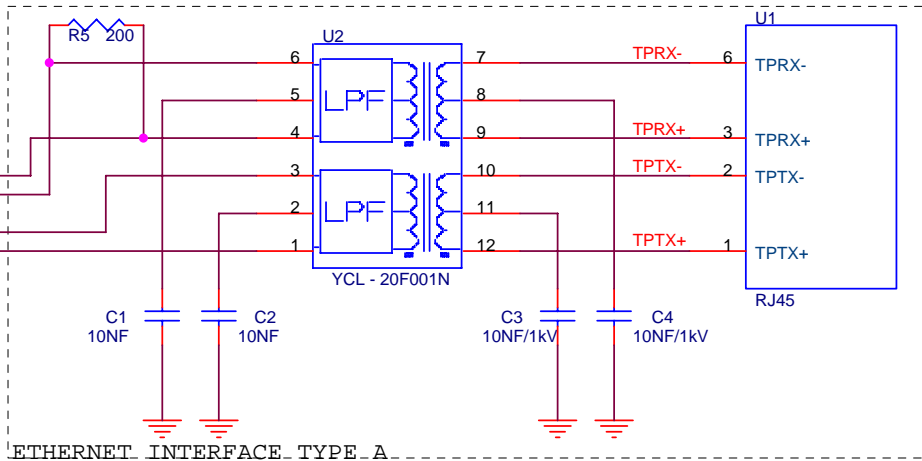 R5 200
U2
U1
6
LPF
7
TPRX-
6
TPRX-
5
8
4
9
TPRX+
3
TPRX+
3
LPF
10
TPTX-
2
TPTX-
2
11
1
12
TPTX+
1
TPTX+
YCL - 20F001N
RJ45
C1
10NF
C2
10NF
C3
10NF/1kV
C4
10NF/1kV
ETHERNET INTERFACE TYPE A